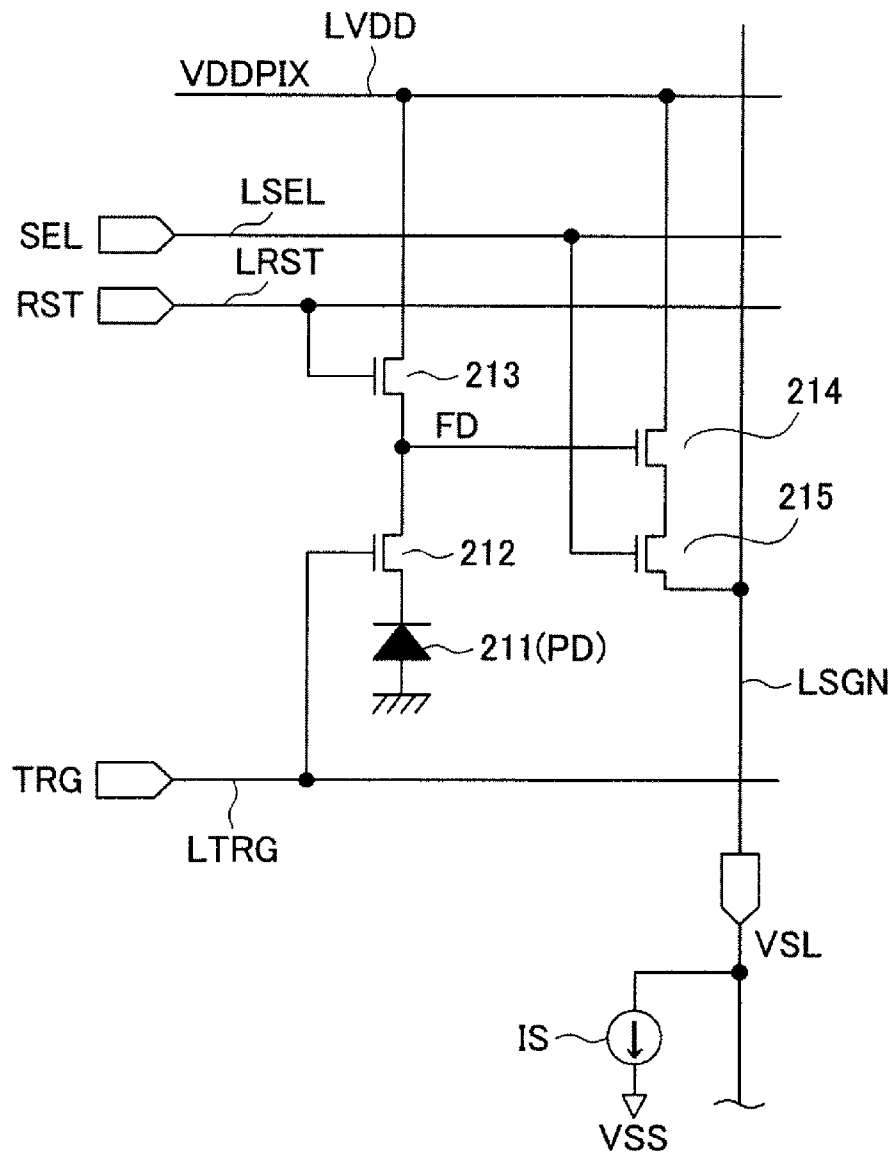 LVDD
VDDPIX
LSEL
SEL
LRST
RST
213
214
FD
215
212
211(PD)
LSGN
TRG
LTRG
VSL
IS
VSS